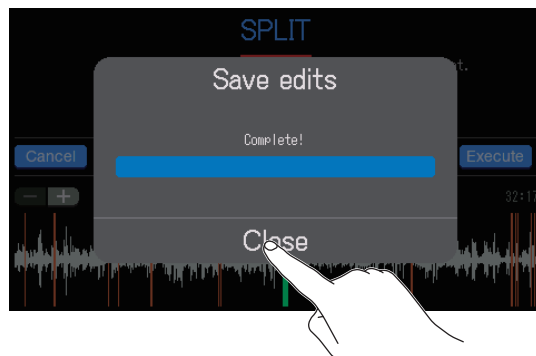 SPLIT
t.
Save edits
Complete!
Cancel
Execute
− +
32:17
Close